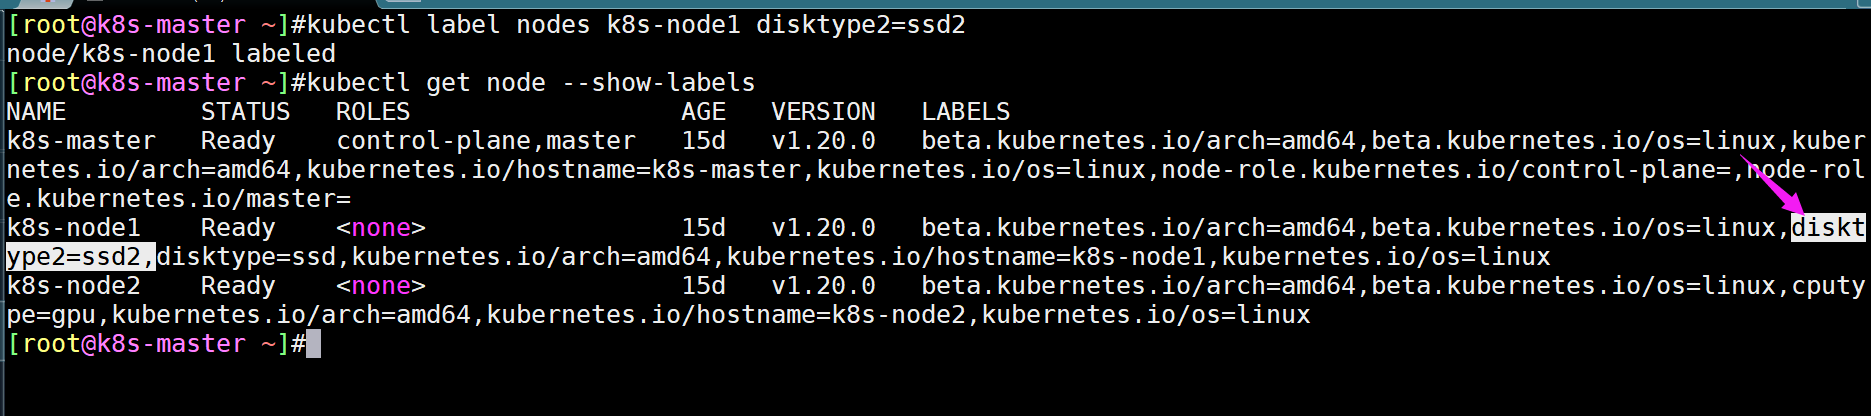 [root@k8s-master ~]#kubectl label nodes k8s-node1 disktype2=ssd2
node/k8s-node1 labeled
[root@k8s-master ~]#kubectl get node --show-labels
NAME         STATUS   ROLES                  AGE   VERSION   LABELS
k8s-master   Ready    control-plane,master   15d   v1.20.0   beta.kubernetes.io/arch=amd64,beta.kubernetes.io/os=linux,kuber
netes.io/arch=amd64,kubernetes.io/hostname=k8s-master,kubernetes.io/os=linux,node-role.kubernetes.io/control-plane=,node-rol
e.kubernetes.io/master=
k8s-node1    Ready    <none>                 15d   v1.20.0   beta.kubernetes.io/arch=amd64,beta.kubernetes.io/os=linux,diskt
ype2=ssd2,disktype=ssd,kubernetes.io/arch=amd64,kubernetes.io/hostname=k8s-node1,kubernetes.io/os=linux
k8s-node2    Ready    <none>                 15d   v1.20.0   beta.kubernetes.io/arch=amd64,beta.kubernetes.io/os=linux,cputy
pe=gpu,kubernetes.io/arch=amd64,kubernetes.io/hostname=k8s-node2,kubernetes.io/os=linux
[root@k8s-master ~]#